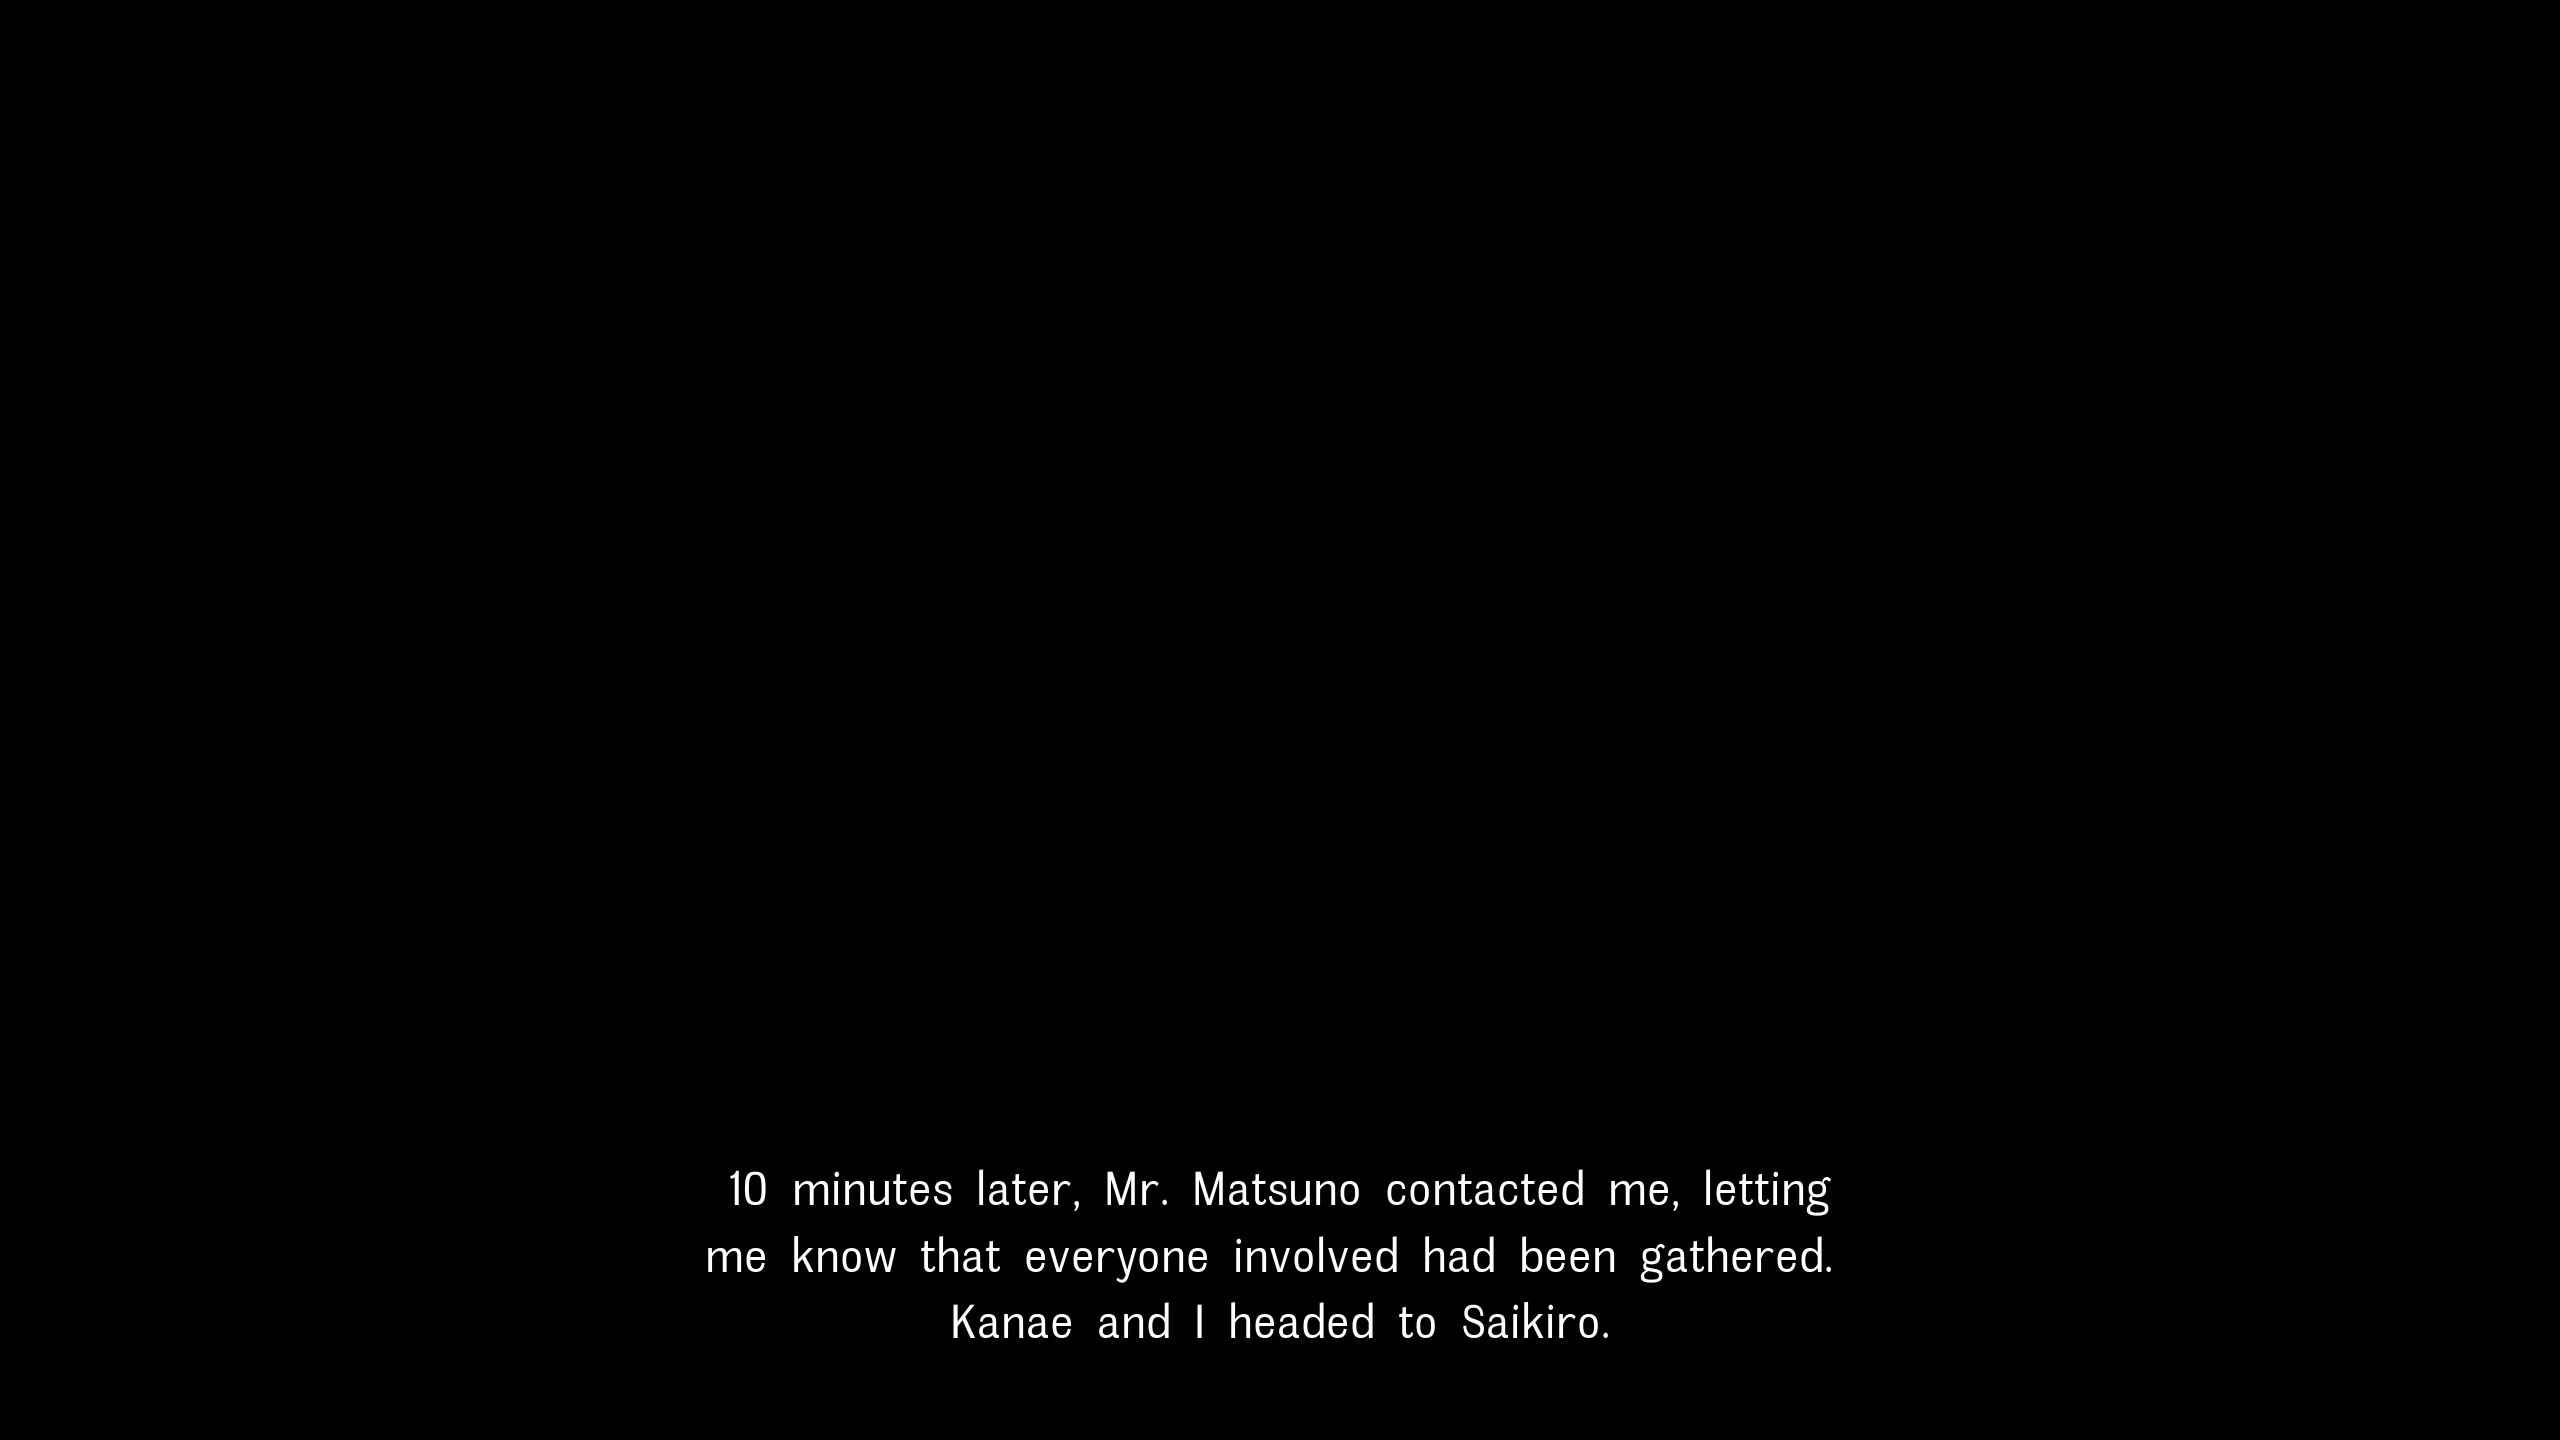 10 minutes later, Mr. Matsuno contacted me, letting
me know that everyone involved had been gathered.
Kanae and I headed to Saikiro.